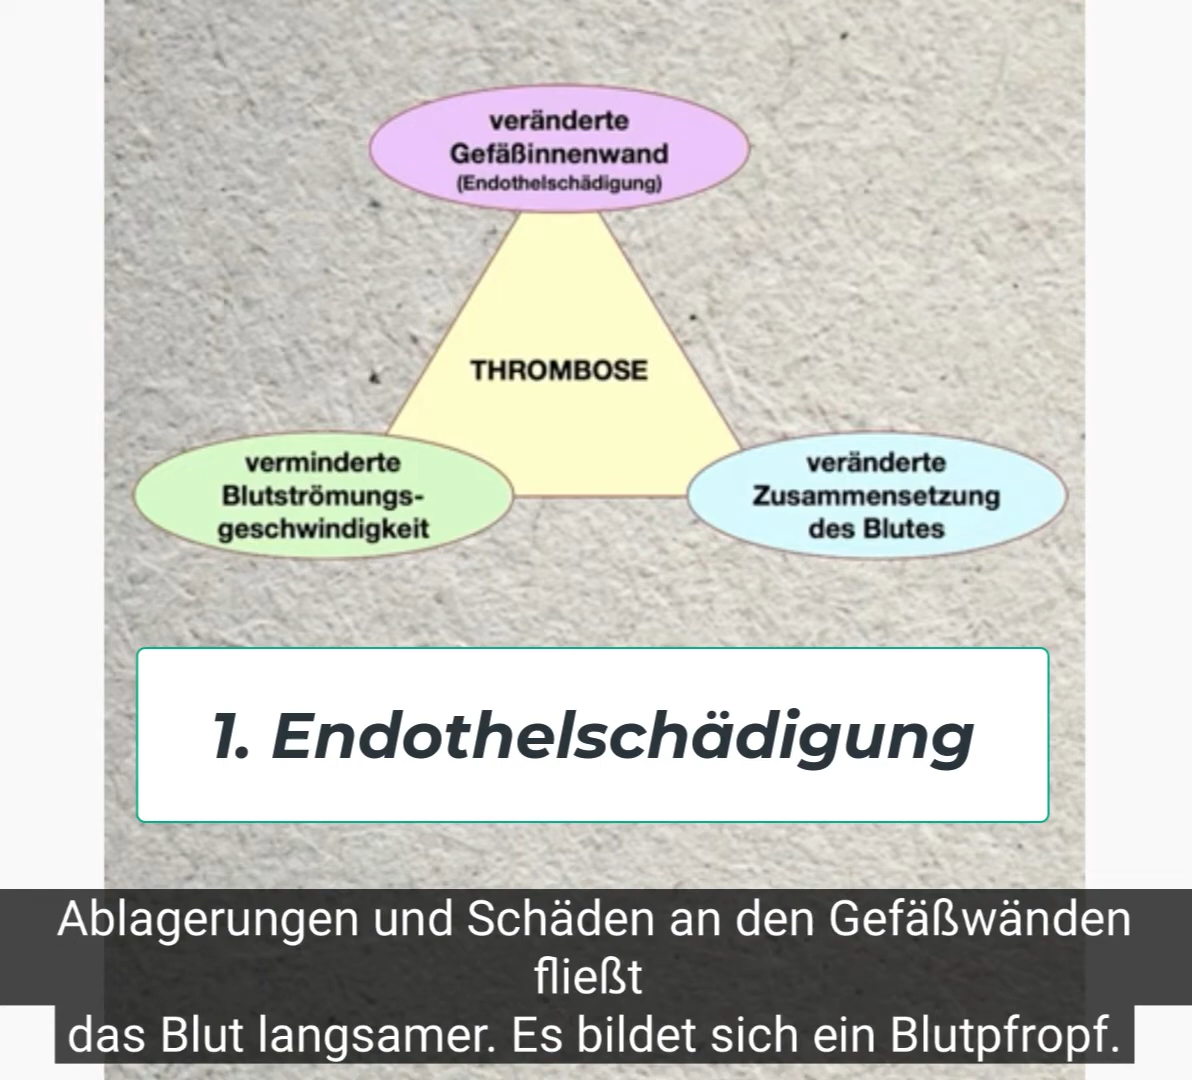 veränderte
Gefäßinnenwand
(Endothelschädigung)
THROMBOSE
verminderte
Blutströmungs-
geschwindigkeit
veränderte
Zusammensetzung
des Blutes
1. Endothelschädigung
Ablagerungen und Schäden an den Gefäßwänden
fließt
das Blut langsamer. Es bildet sich ein Blutpfropf.